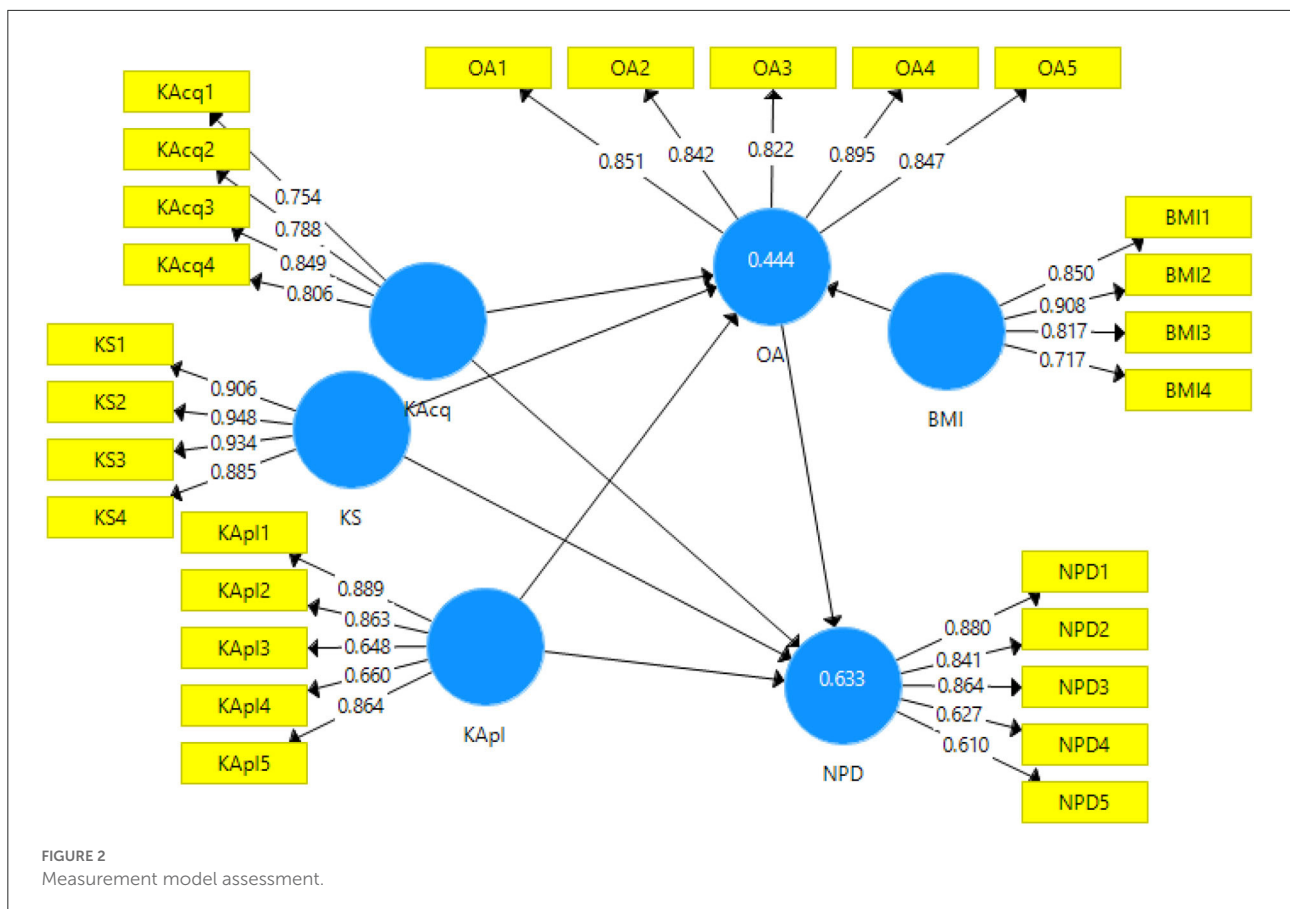 OA1
OA2
OA3
OA4
OA5
0.851
0.842
0.822
0.895
0.847
0.444
OA
KAcq1
KAcq2
KAcq3
KAcq4
0.754
0.788
0.849
0.806
KAcq
BMI1
BMI2
BMI3
BMI4
0.850
0.908
0.817
0.717
BMI
KS1
KS2
KS3
KS4
0.906
0.948
0.934
0.885
KS
KApl1
KApl2
KApl3
KApl4
KApl5
0.889
0.863
0.648
0.660
0.864
KApl
NPD1
NPD2
NPD3
NPD4
NPD5
0.880
0.841
0.864
0.627
0.610
0.633
NPD
FIGURE 2
Measurement model assessment.